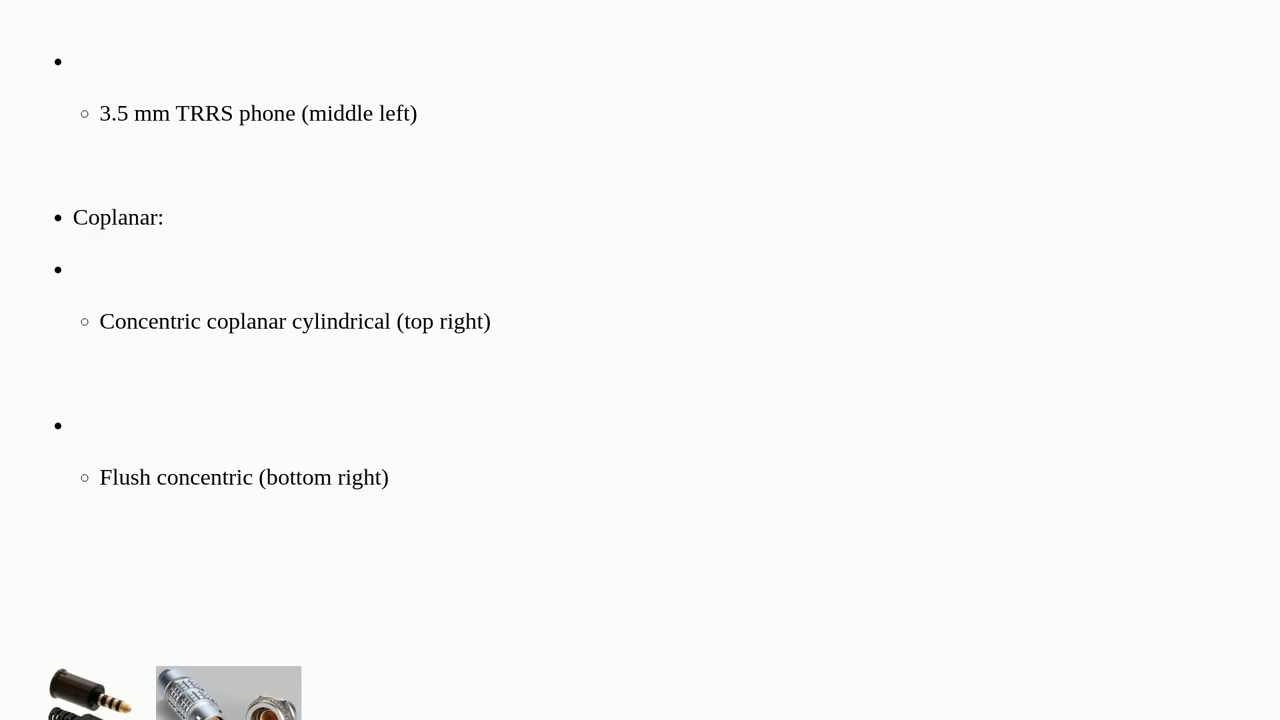 3.5 mm TRRS phone (middle left)
Coplanar:
Concentric coplanar cylindrical (top right)
Flush concentric (bottom right)